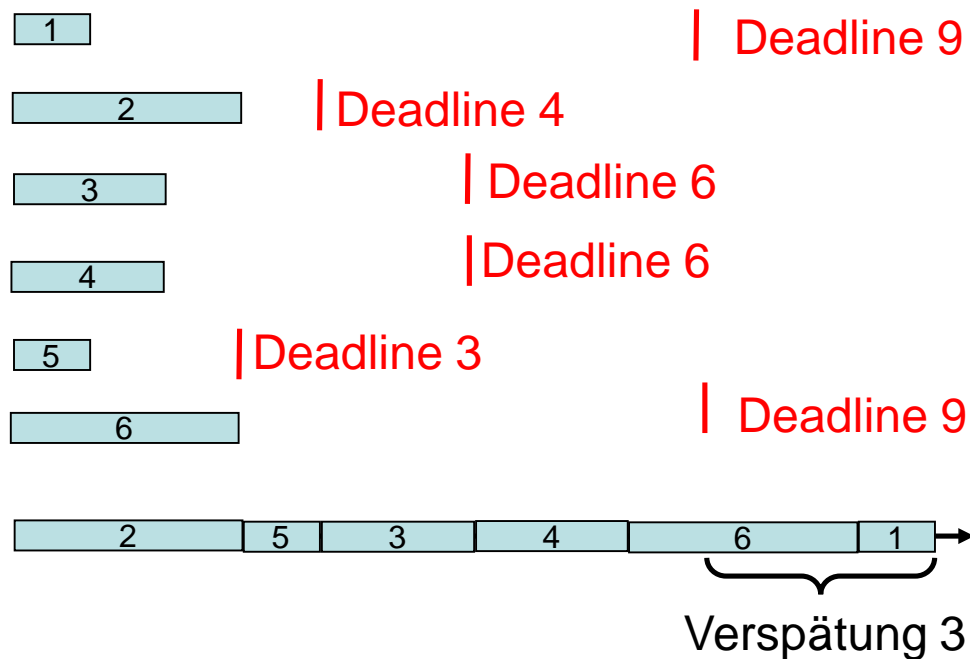 1
Deadline 9
2
Deadline 4
3
Deadline 6
4
Deadline 6
5
Deadline 3
6
Deadline 9
2 5 3 4 6 1
Verspätung 3